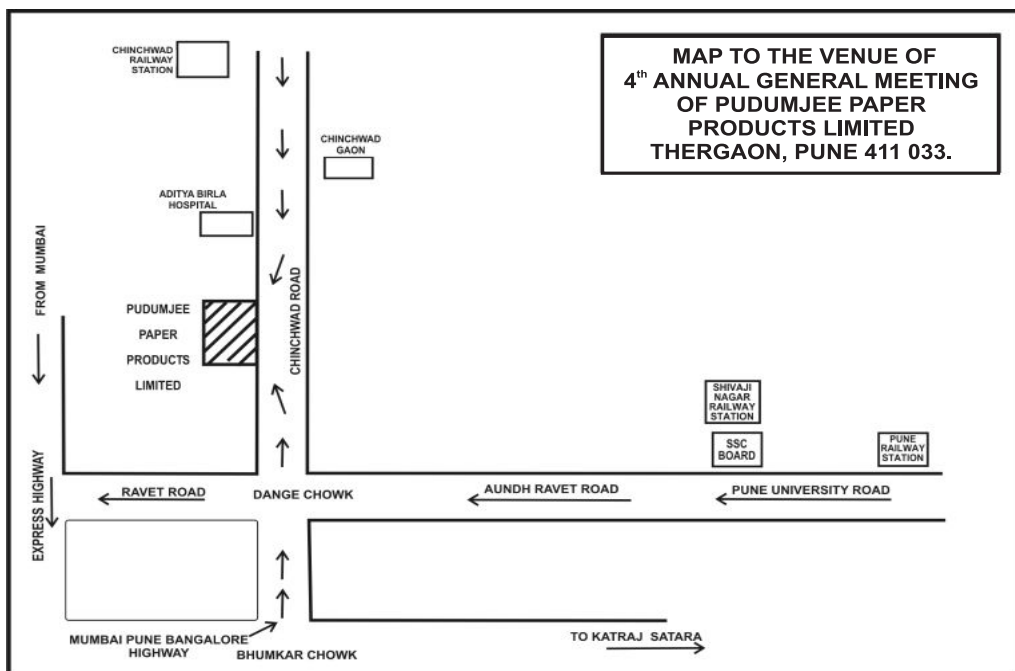 CHINCHWAD
RAILWAY
STATION
MAP TO THE VENUE OF
4th ANNUAL GENERAL MEETING
OF PUDUMJEE PAPER
PRODUCTS LIMITED
THERGAON, PUNE 411 033.
CHINCHWAD
GAON
ADITYA BIRLA
HOSPITAL
FROM MUMBAI
PUDUMJEE
PAPER
PRODUCTS
LIMITED
CHINCHWAD ROAD
SHIVAJI
NAGAR
RAILWAY
STATION
SSC
BOARD
PUNE
RAILWAY
STATION
EXPRESS HIGHWAY
RAVET ROAD
DANGE CHOWK
AUNDH RAVET ROAD
PUNE UNIVERSITY ROAD
MUMBAI PUNE BANGALORE
HIGHWAY
BHUMKAR CHOWK
TO KATRAJ SATARA